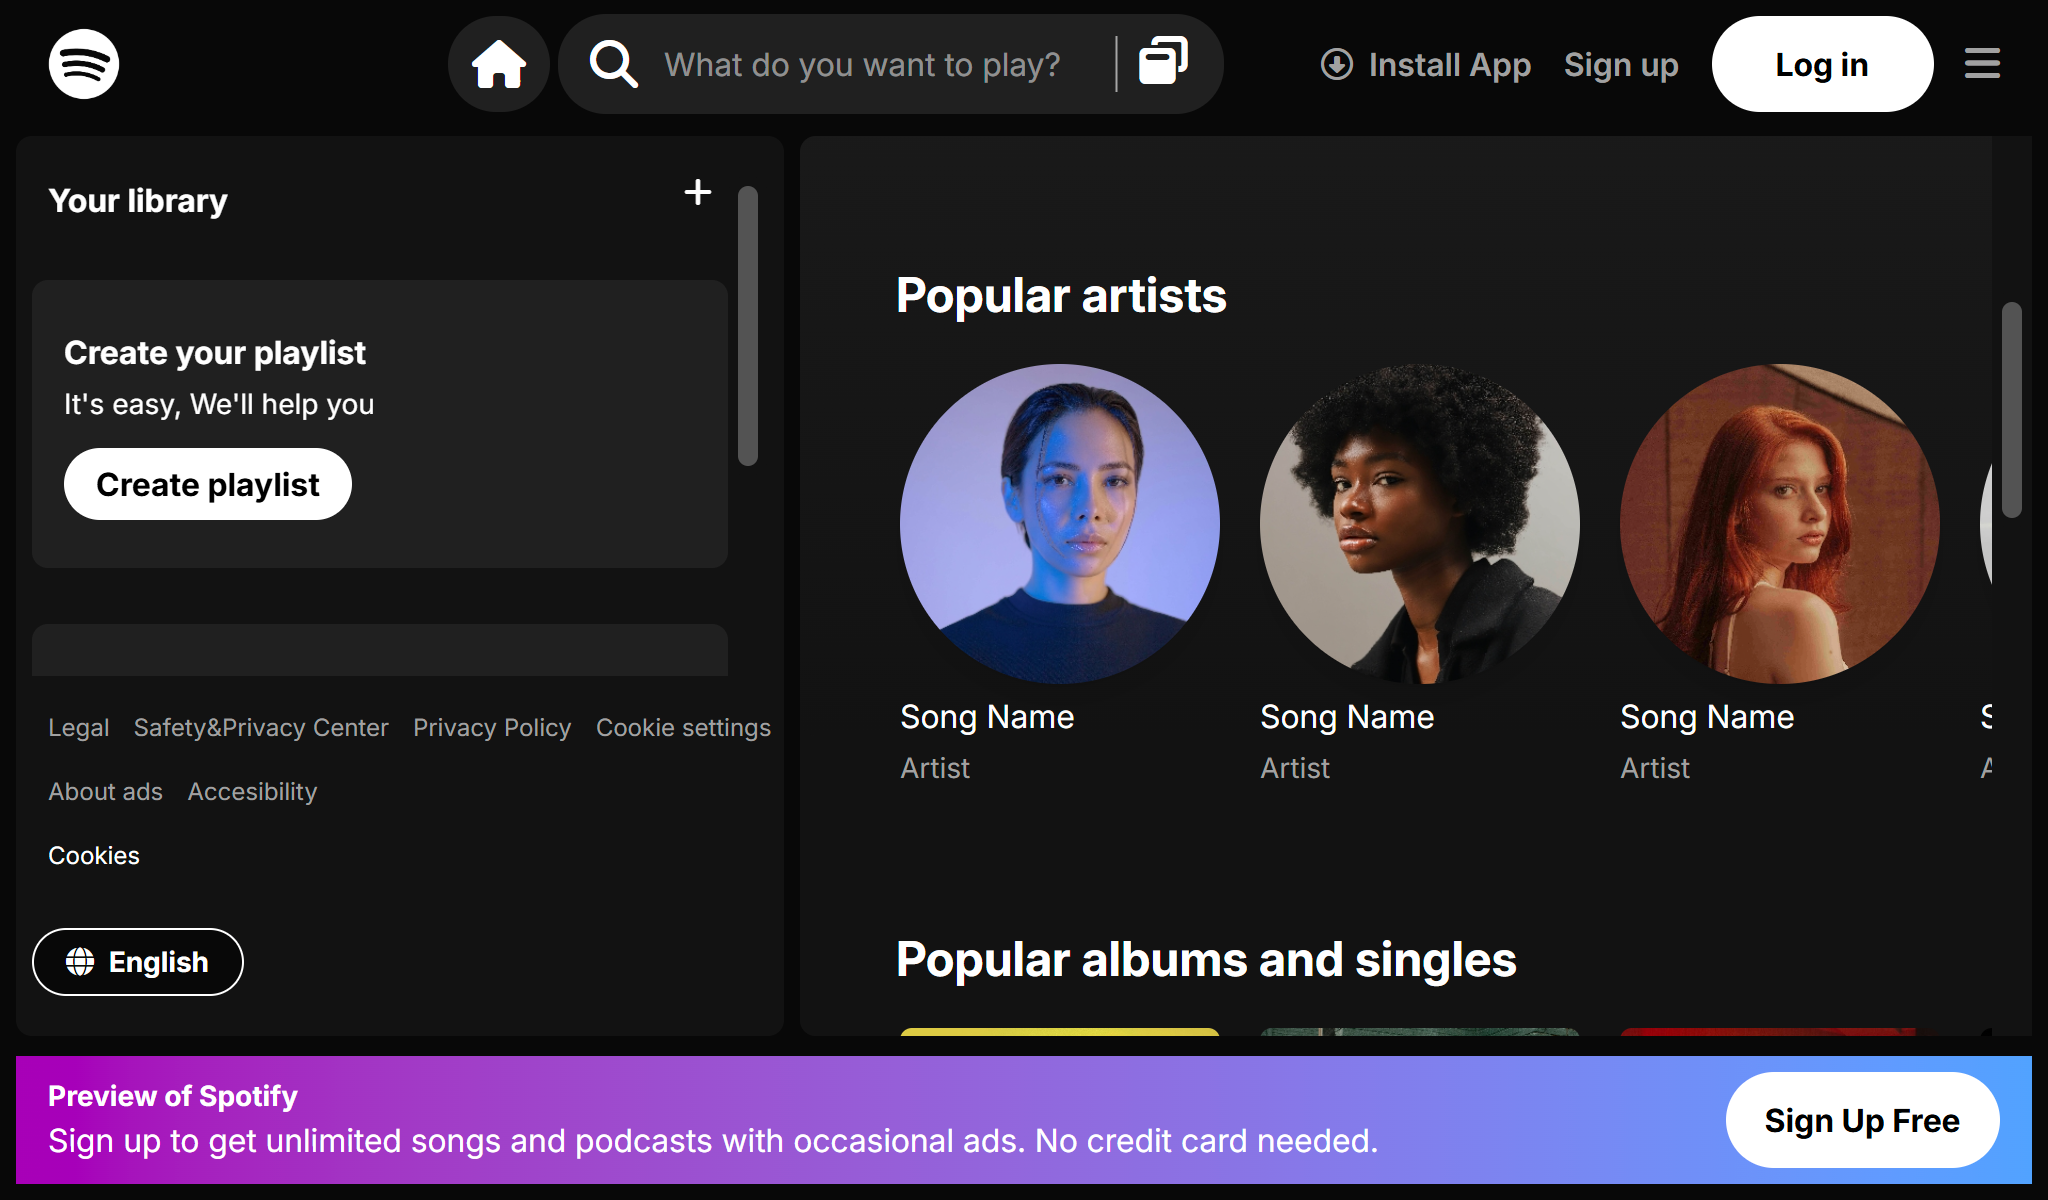 What do you want to play?
Install App
Sign up
Log in
Your library
Create your playlist
It's easy, We'll help you
Create playlist
Legal Safety&Privacy Center Privacy Policy Cookie settings
About ads Accesibility
Cookies
English
Popular artists
Song Name Song Name Song Name
Artist Artist Artist
Popular albums and singles
Preview of Spotify
Sign up to get unlimited songs and podcasts with occasional ads. No credit card needed.
Sign Up Free